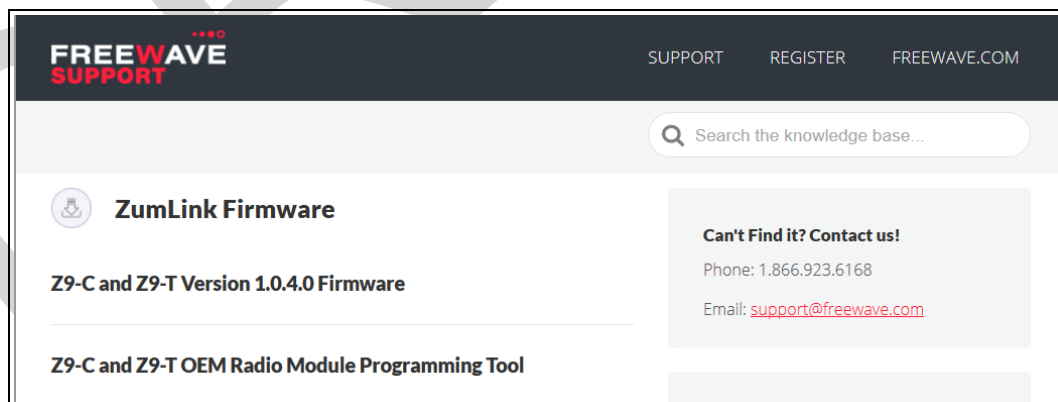 FREEWAVE
SUPPORT
SUPPORT REGISTER FREEWAVE.COM
Search the knowledge base...
ZumLink Firmware
Z9-C and Z9-T Version 1.0.4.0 Firmware
Z9-C and Z9-T OEM Radio Module Programming Tool
Can't Find it? Contact us!
Phone: 1.866.923.6168
Email: support@freewave.com